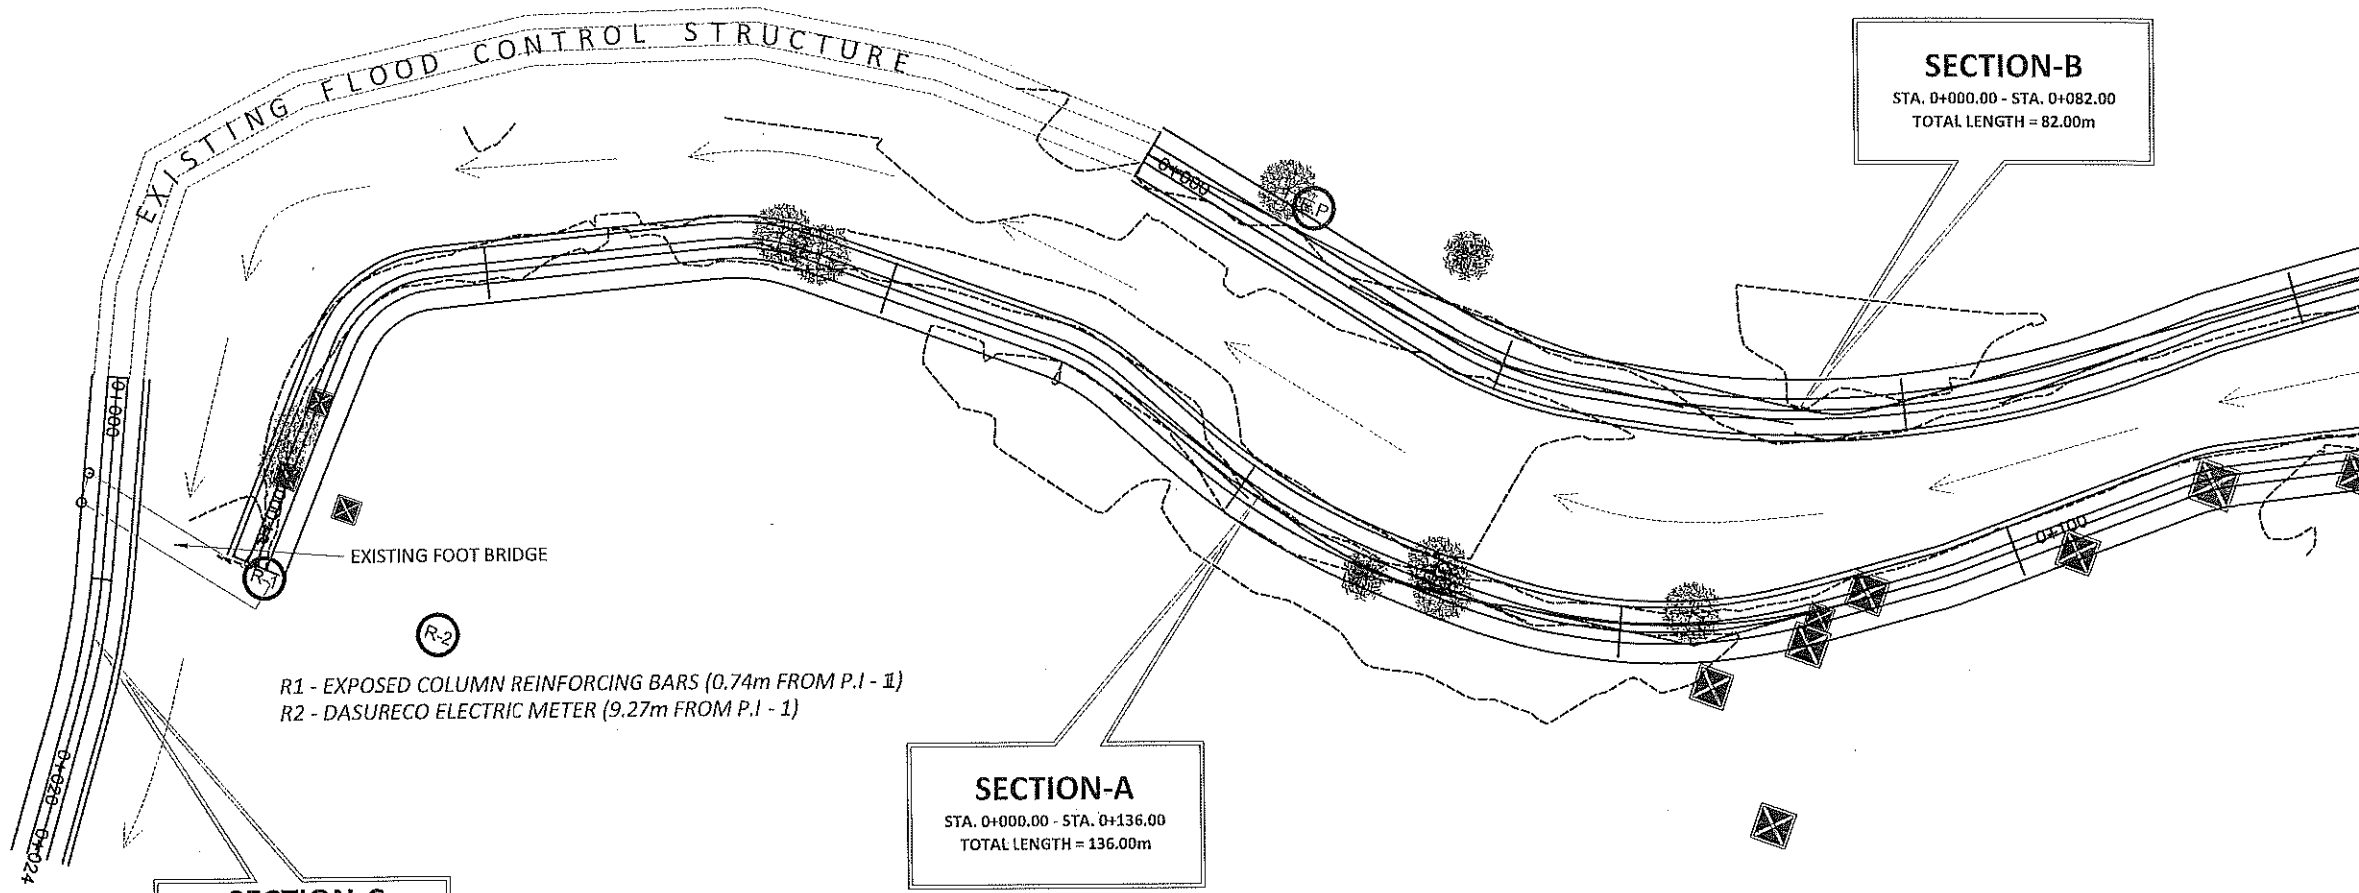 EXISTING FLOOD CONTROL STRUCTURE
SECTION-B
STA. 0+000.00 - STA. 0+082.00
TOTAL LENGTH = 82.00m
0+000
P
0+000
0+000
0+100
EXISTING FOOT BRIDGE
R-1
R-2
R1 - EXPOSED COLUMN REINFORCING BARS (0.74m FROM P.I - 1)
R2 - DASURECO ELECTRIC METER (9.27m FROM P.I - 1)
0+020
0+024
SECTION-A
STA. 0+000.00 - STA. 0+136.00
TOTAL LENGTH = 136.00m